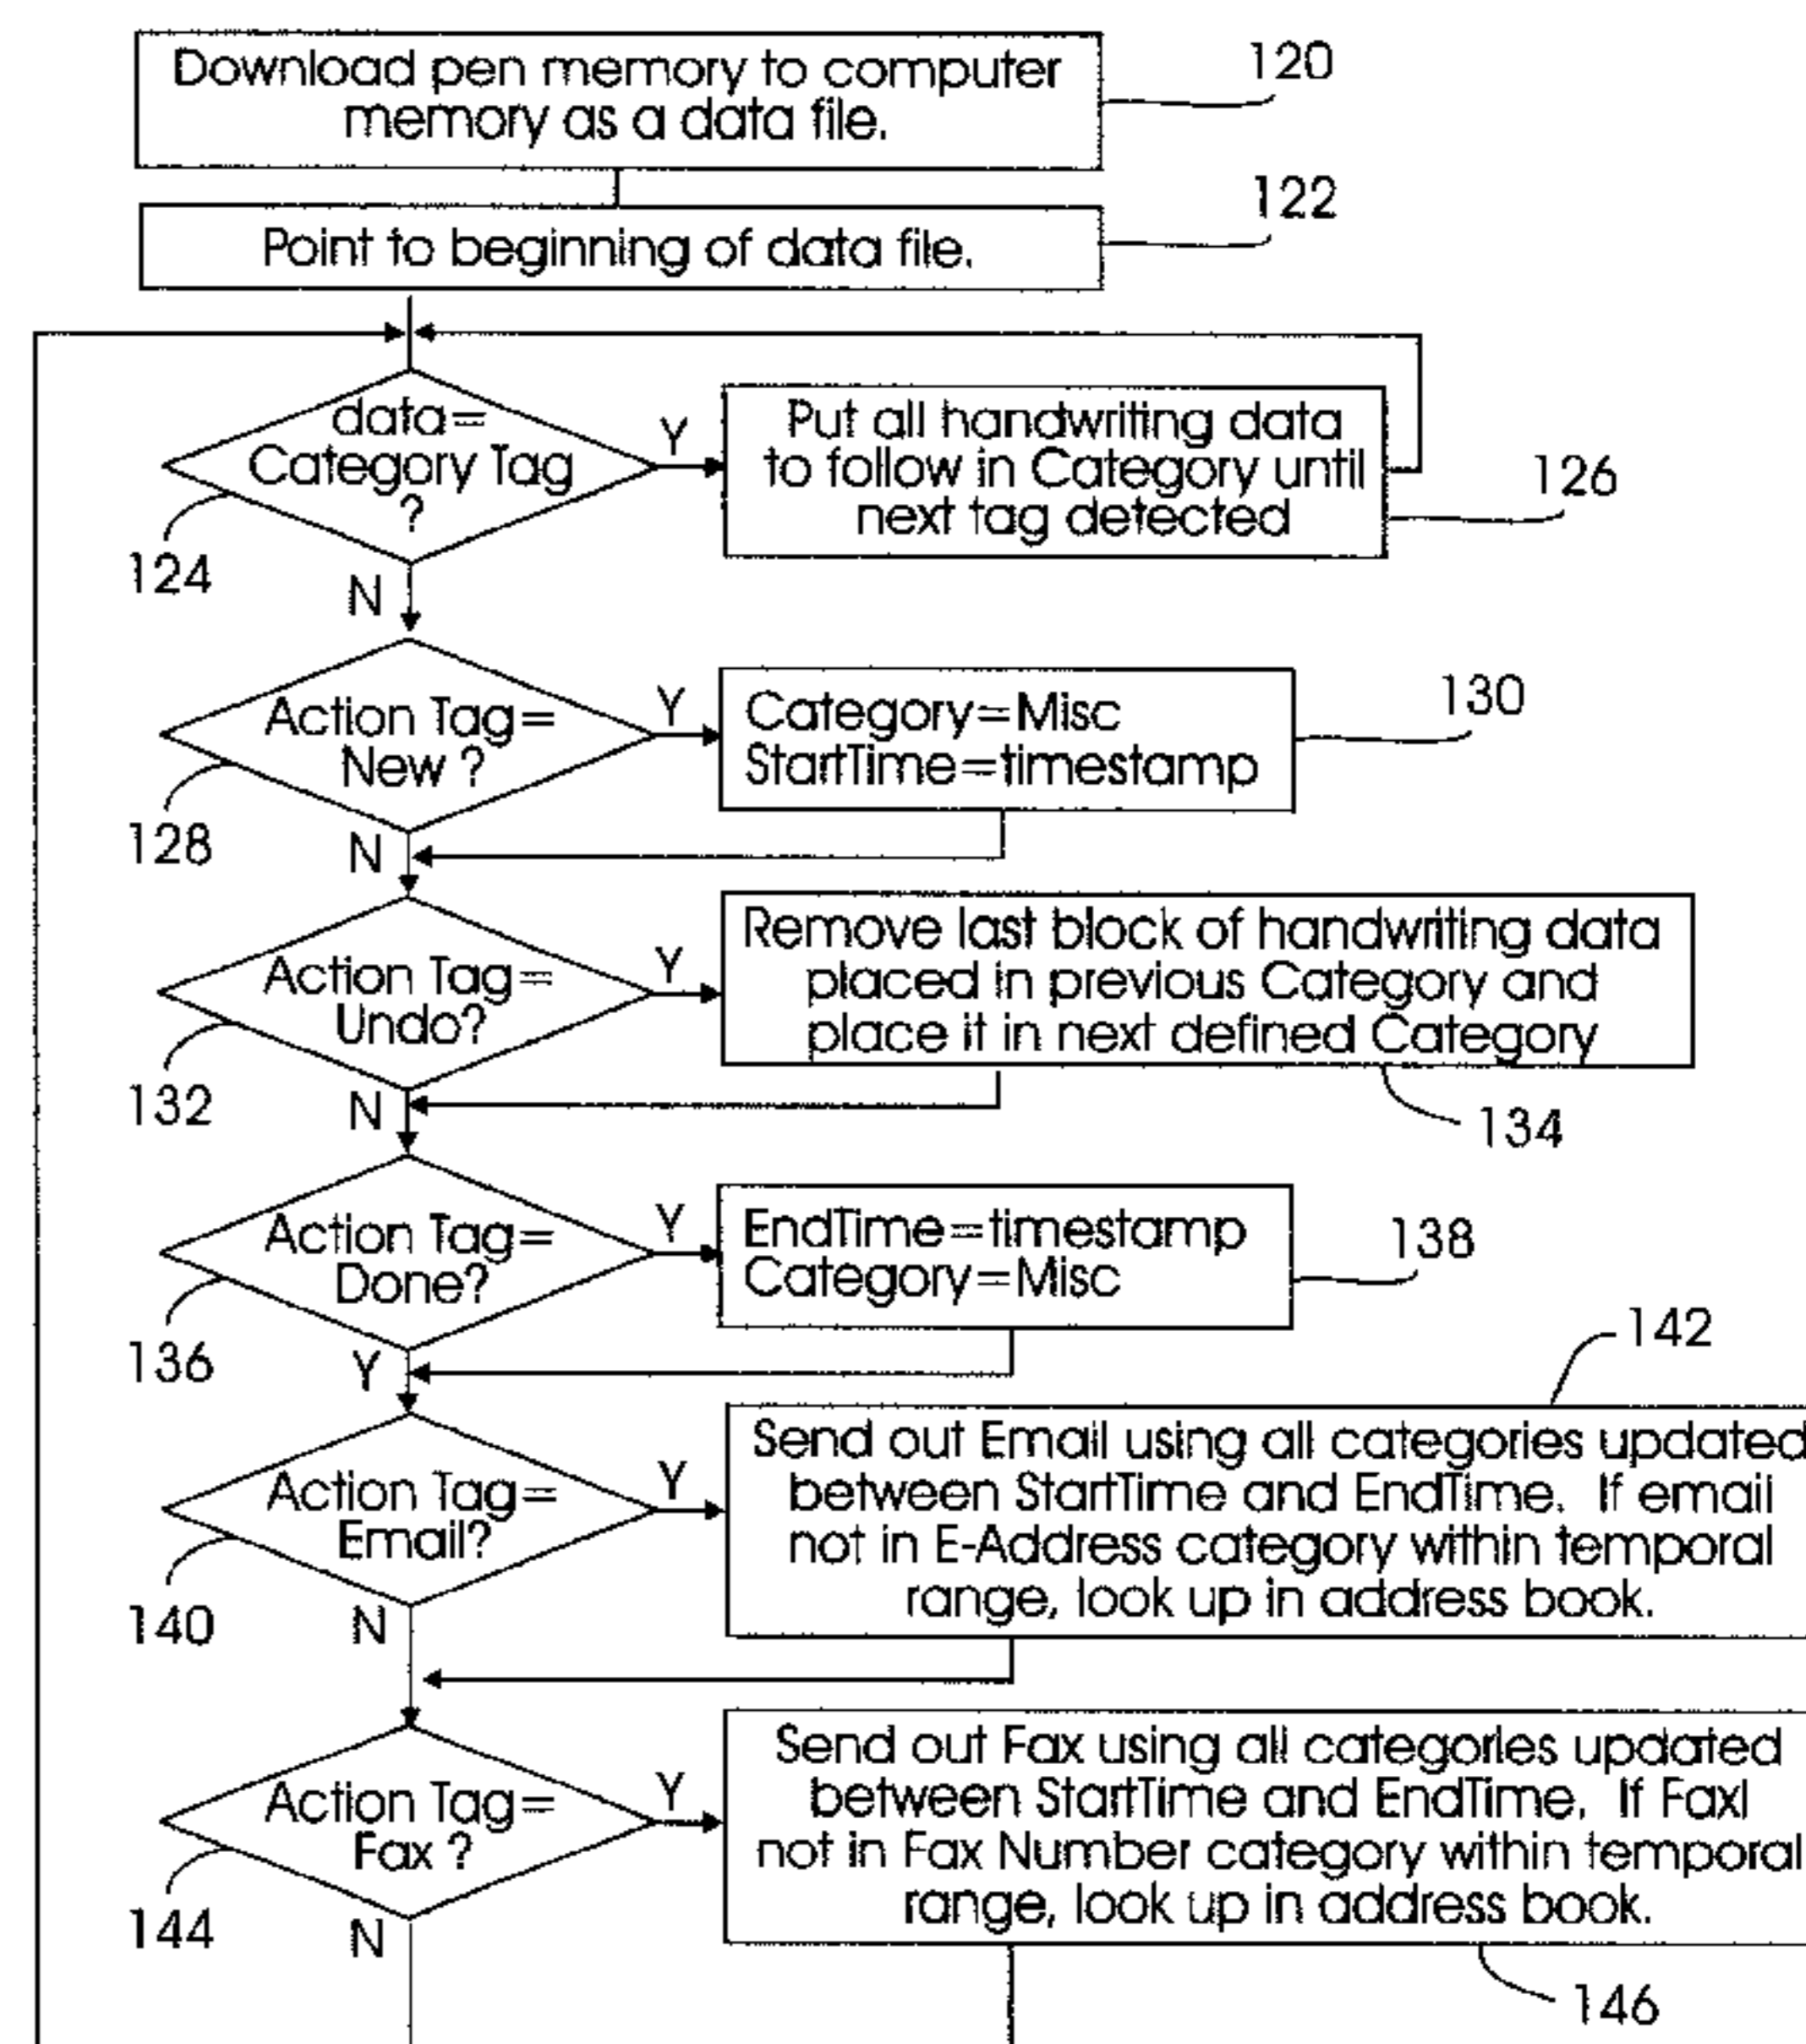 Download pen memory to computer
memory as a data file.
120
Point to beginning of data file.
122
data=
Category Tag
?
124
Y
N
Put all handwriting data
to follow in Category until
next tag detected
126
Action Tag=
New ?
128
Y
N
Category=Misc
StartTime=timestamp
130
Action Tag=
Undo?
132
Y
N
Remove last block of handwriting data
placed in previous Category and
place it in next defined Category
134
Action Tag=
Done?
136
Y
Y
EndTime=timestamp
Category=Misc
138
Action Tag=
Email?
140
Y
N
Send out Email using all categories updated
between StartTime and EndTime. If email
not in E-Address category within temporal
range, look up in address book.
142
Action Tag=
Fax ?
144
Y
N
Send out Fax using all categories updated
between StartTime and EndTime. If Faxl
not in Fax Number category within temporal
range, look up in address book.
146